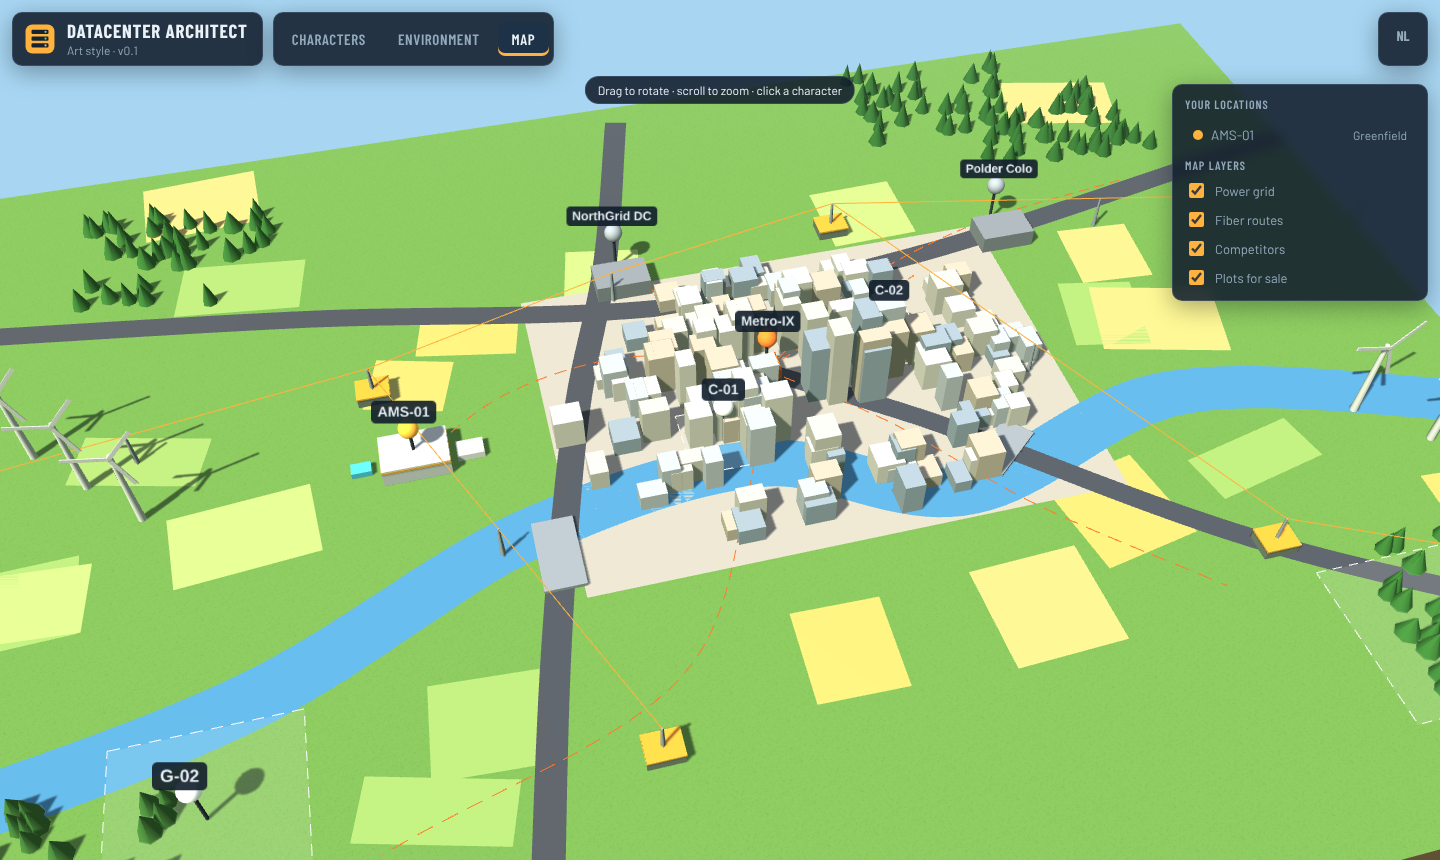 DATACENTER ARCHITECT
Art style · v0.1
CHARACTERS
ENVIRONMENT
MAP
NL
Drag to rotate · scroll to zoom · click a character
YOUR LOCATIONS
AMS-01
Greenfield
MAP LAYERS
Power grid
Fiber routes
Competitors
Plots for sale
Polder Colo
NorthGrid DC
C-02
Metro-IX
C-01
AMS-01
G-02